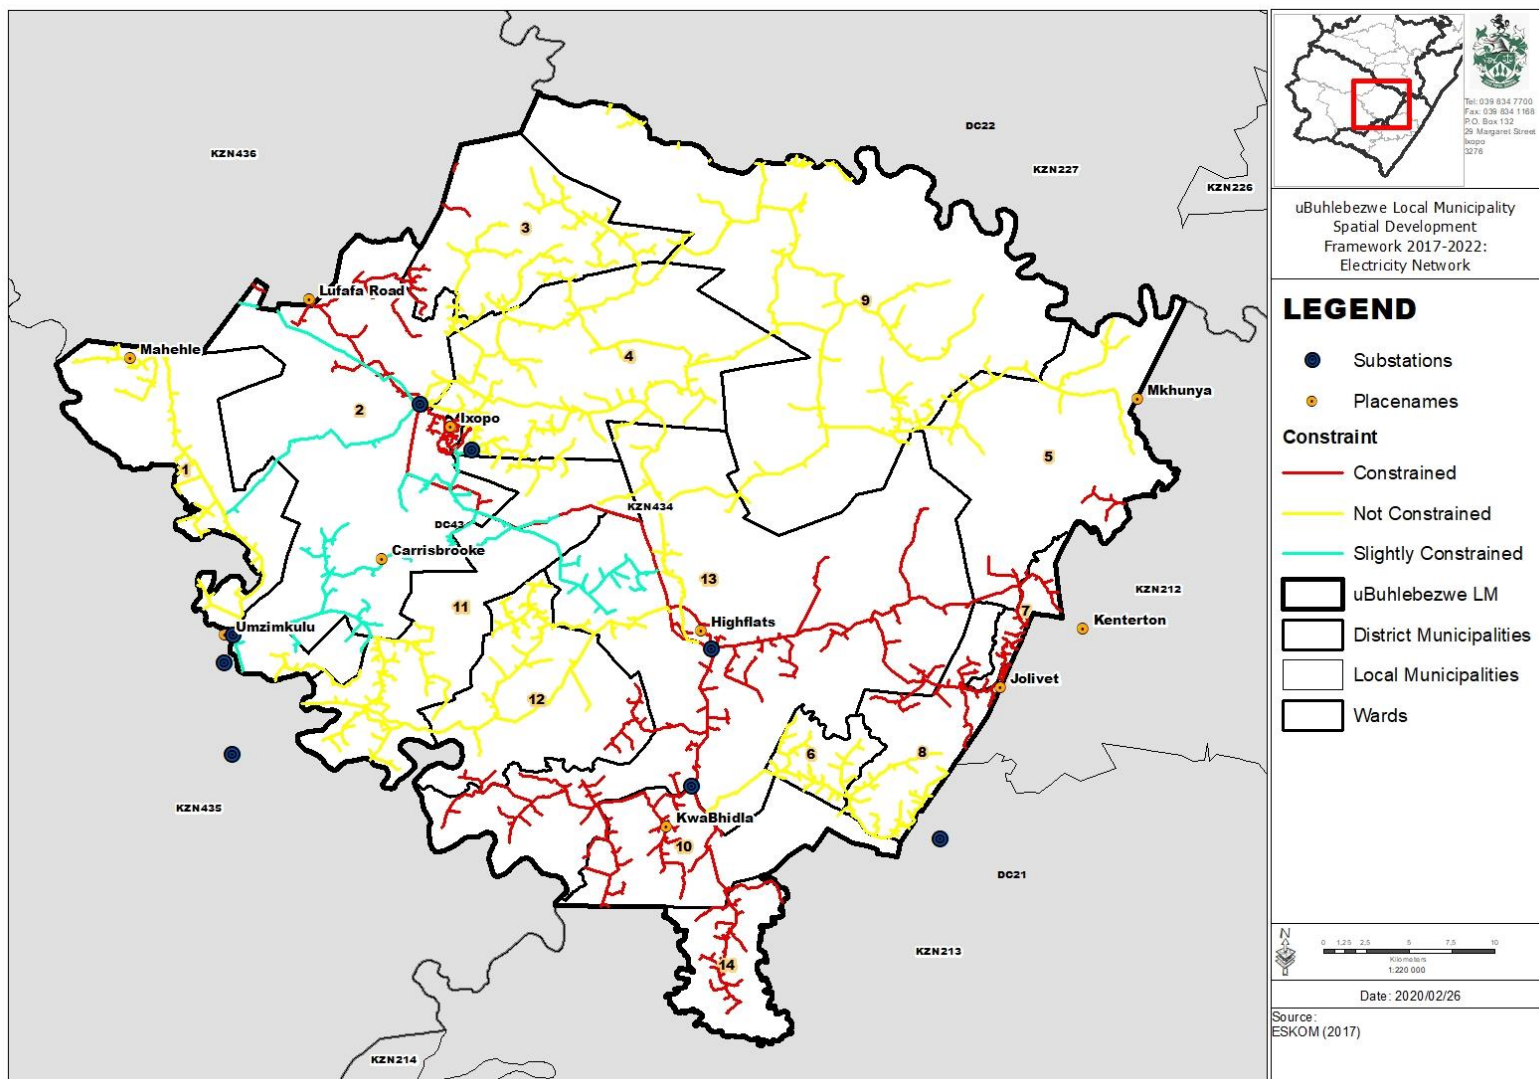 KZN436
DC22
KZN227
KZN226
3
Lufafa Road
9
Mahehle
4
Mkhunya
2
Ixopo
5
1
KZN434
DC43
Carrisbrooke
13
KZN212
11
7
Umzimkulu
Highflats
Kenterton
Jolivet
12
6
8
KZN435
KwaBhidla
10
DC21
KZN213
14
KZN214
Tel: 039 834 7700
Fax: 039 834 1168
P.O. Box 132
29 Margaret Street
Ixopo
3276
uBuhlebezwe Local Municipality
Spatial Development
Framework 2017-2022:
Electricity Network
LEGEND
Substations
Placenames
Constraint
Constrained
Not Constrained
Slightly Constrained
uBuhlebezwe LM
District Municipalities
Local Municipalities
Wards
N
0 1,25 2,5 5 7,5 10
Kilometers
1:220 000
Date: 2020/02/26
Source:
ESKOM (2017)